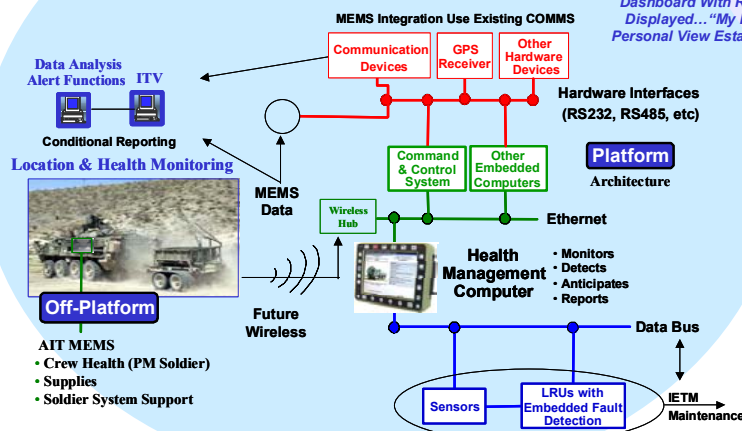 Dashboard With R
Displayed…“My
Personal View Esta
MEMS Integration Use Existing COMMS
Communication
Devices
GPS
Receiver
Other
Hardware
Devices
Data Analysis
Alert Functions
ITV
Conditional Reporting
Hardware Interfaces
(RS232, RS485, etc)
Location & Health Monitoring
MEMS
Data
Command
& Control
System
Other
Embedded
Computers
Platform
Architecture
Wireless
Hub
Ethernet
Health
Management
Computer
• Monitors
• Detects
• Anticipates
• Reports
Off-Platform
Future
Wireless
AIT MEMS
• Crew Health (PM Soldier)
• Supplies
• Soldier System Support
Data Bus
Sensors
LRUs with
Embedded Fault
Detection
IETM
Maintenance